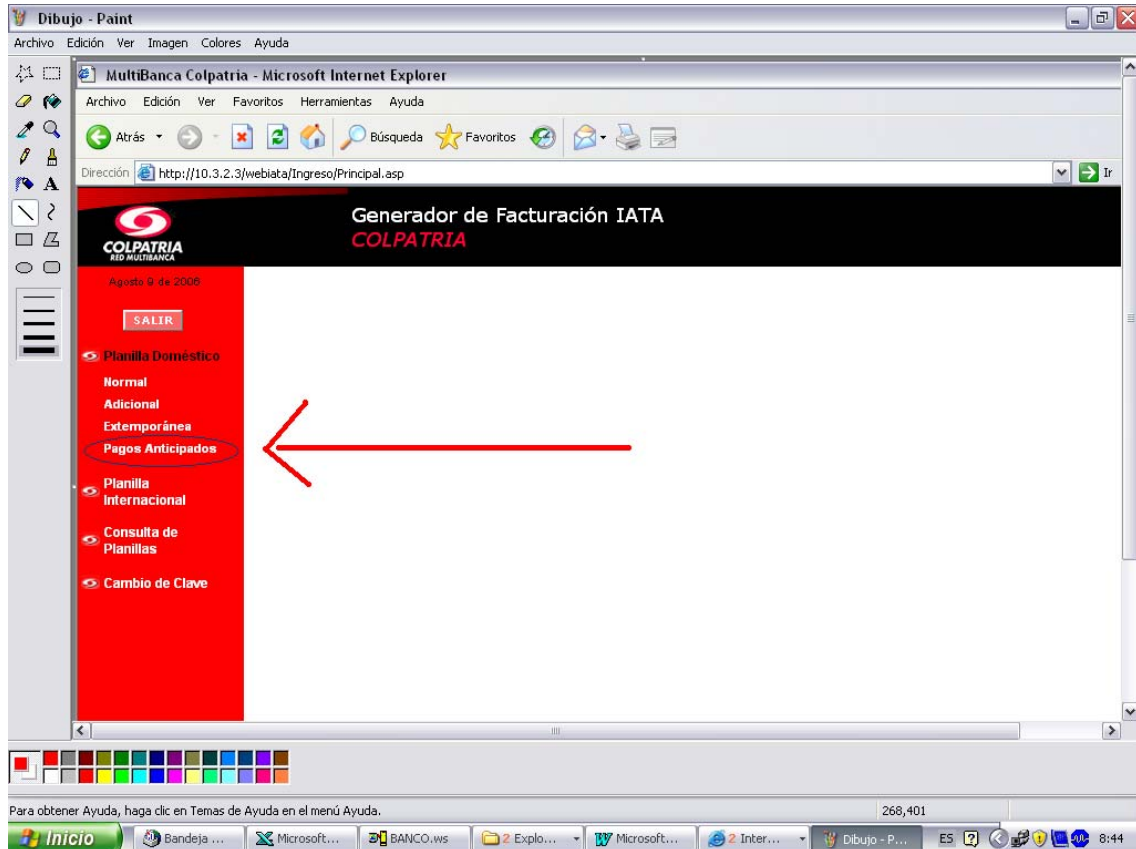 Dibujo - Paint
Archivo Edición Ver Imagen Colores Ayuda
MultiBanca Colpatria - Microsoft Internet Explorer
Archivo Edición Ver Favoritos Herramientas Ayuda
Atrás Búsqueda Favoritos
Dirección http://10.3.2.3/webiata/Ingreso/Principal.asp Ir
COLPATRIA
RED MULTIBANCA
Generador de Facturación IATA
COLPATRIA
Agosto 9 de 2006
SALIR
Planilla Doméstico
Normal
Adicional
Extemporánea
Pagos Anticipados
Planilla
Internacional
Consulta de
Planillas
Cambio de Clave
Para obtener Ayuda, haga clic en Temas de Ayuda en el menú Ayuda. 268,401
Inicio Bandeja ... Microsoft... BANCO.ws 2 Explo... Microsoft... 2 Inter... Dibujo - P... ES 8:44